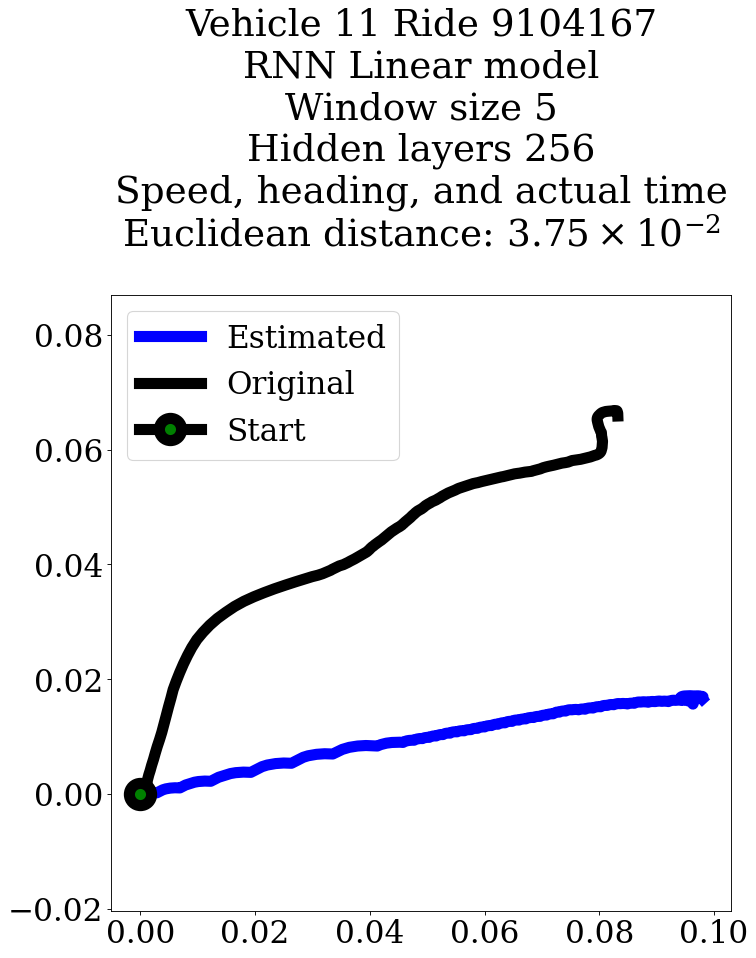 Vehicle 11 Ride 9104167
RNN Linear model
Window size 5
Hidden layers 256
Speed, heading, and actual time
Euclidean distance: 3.75 × 10⁻²
Estimated
Original
Start
0.08
0.06
0.04
0.02
0.00
−0.02
0.00 0.02 0.04 0.06 0.08 0.10